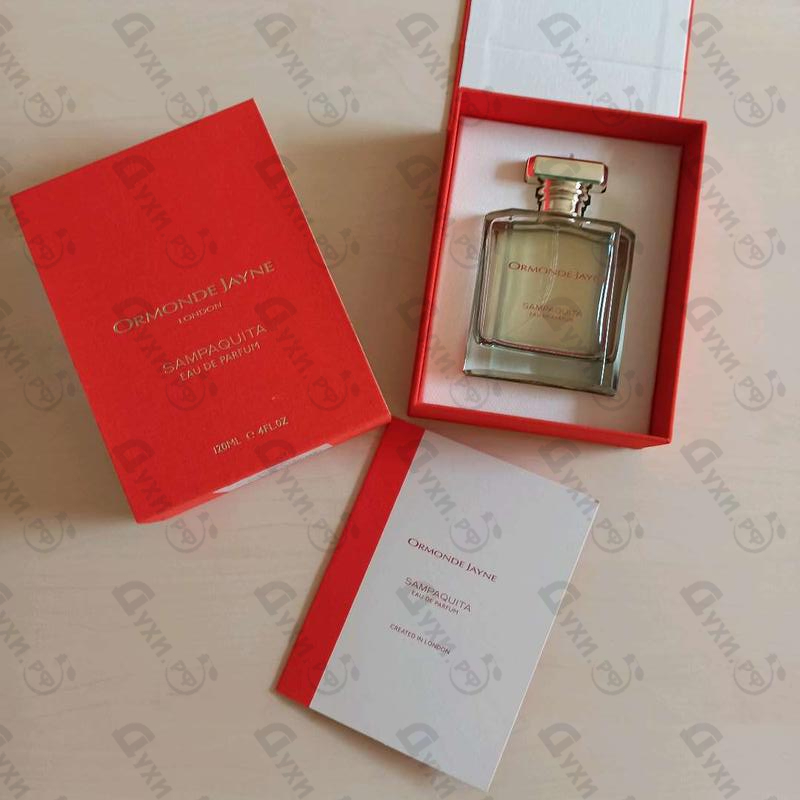 ORMONDE JAYNE
LONDON
SAMPAQUITA
EAU DE PARFUM
120ML ℮ 4FL.OZ
ORMONDE JAYNE
SAMPAQUITA
EAU DE PARFUM
ORMONDE JAYNE
SAMPAQUITA
EAU DE PARFUM
CREATED IN LONDON
Духи.рф